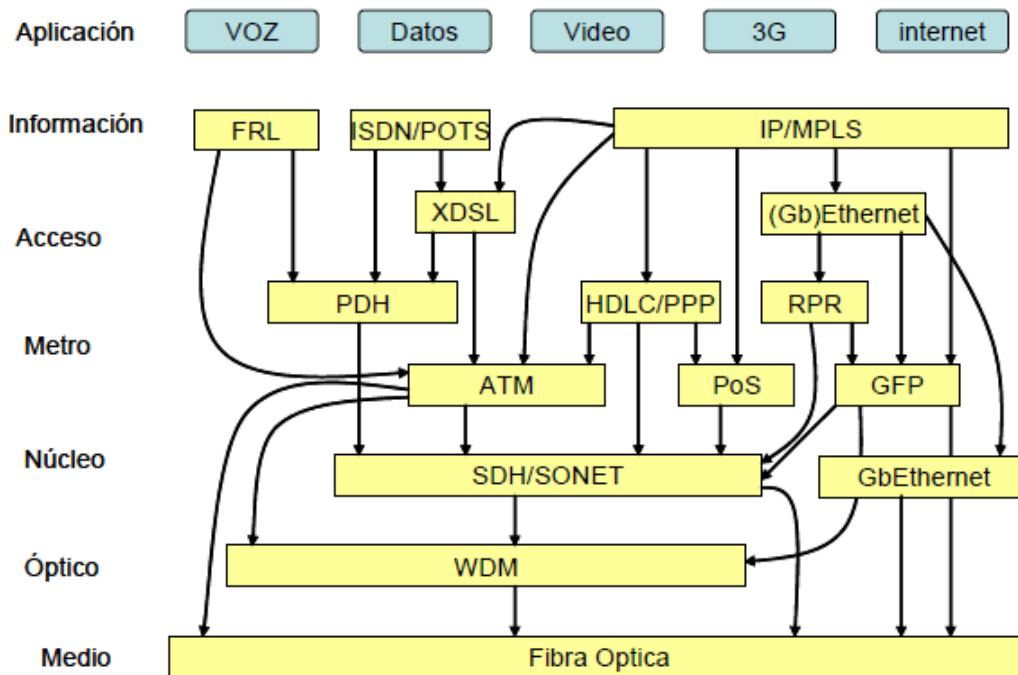 Aplicación VOZ Datos Video 3G internet
Información FRL ISDN/POTS IP/MPLS
XDSL (Gb)Ethernet
Acceso
PDH HDLC/PPP RPR
Metro
ATM PoS GFP
Núcleo SDH/SONET GbEthernet
Óptico WDM
Medio Fibra Optica